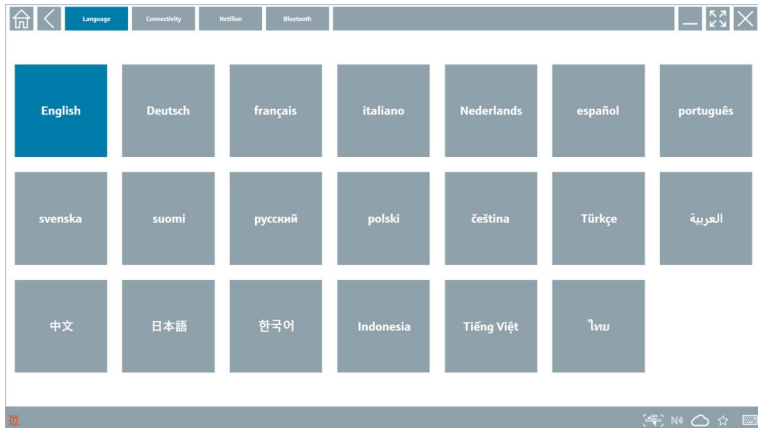 Language Connectivity Netilion Bluetooth
English Deutsch français italiano Nederlands español português
svenska suomi русский polski čeština Türkçe العربية
中文 日本語 한국어 Indonesia Tiếng Việt ไทย